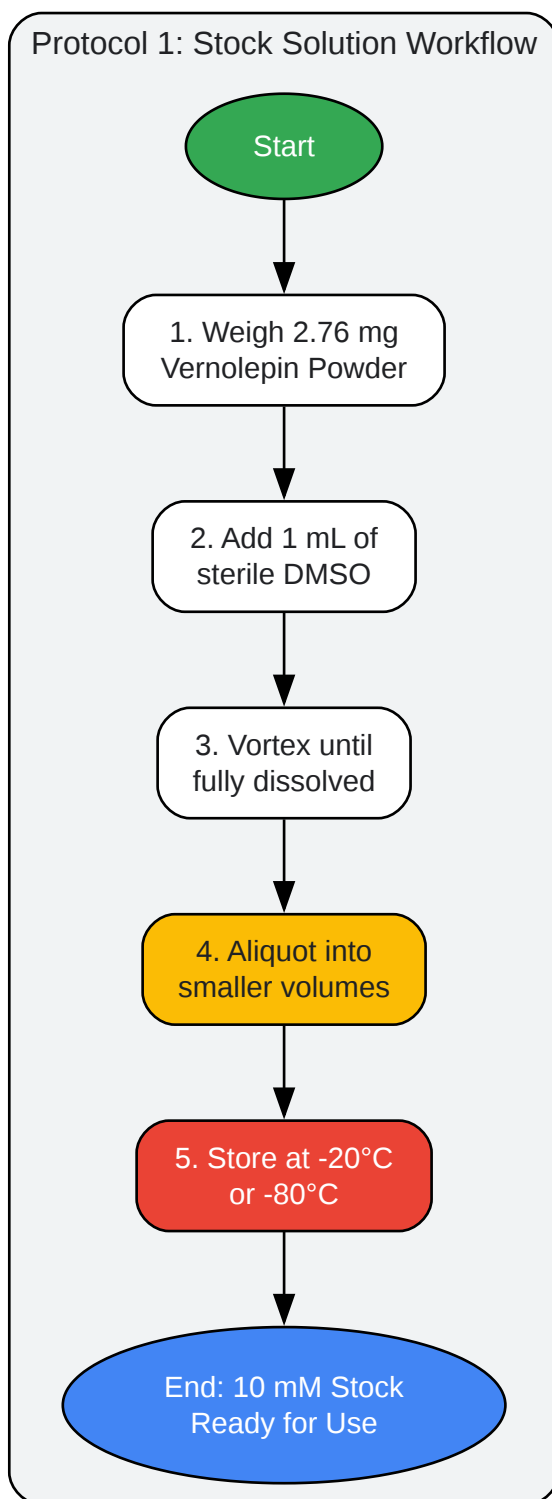 Protocol 1: Stock Solution Workflow
Start
1. Weigh 2.76 mg
Vernolepin Powder
2. Add 1 mL of
sterile DMSO
3. Vortex until
fully dissolved
4. Aliquot into
smaller volumes
5. Store at -20°C
or -80°C
End: 10 mM Stock
Ready for Use